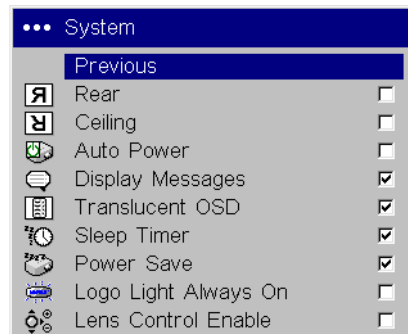 ••• System
Previous
Rear
Ceiling
Auto Power
Display Messages
Translucent OSD
Sleep Timer
Power Save
Logo Light Always On
Lens Control Enable